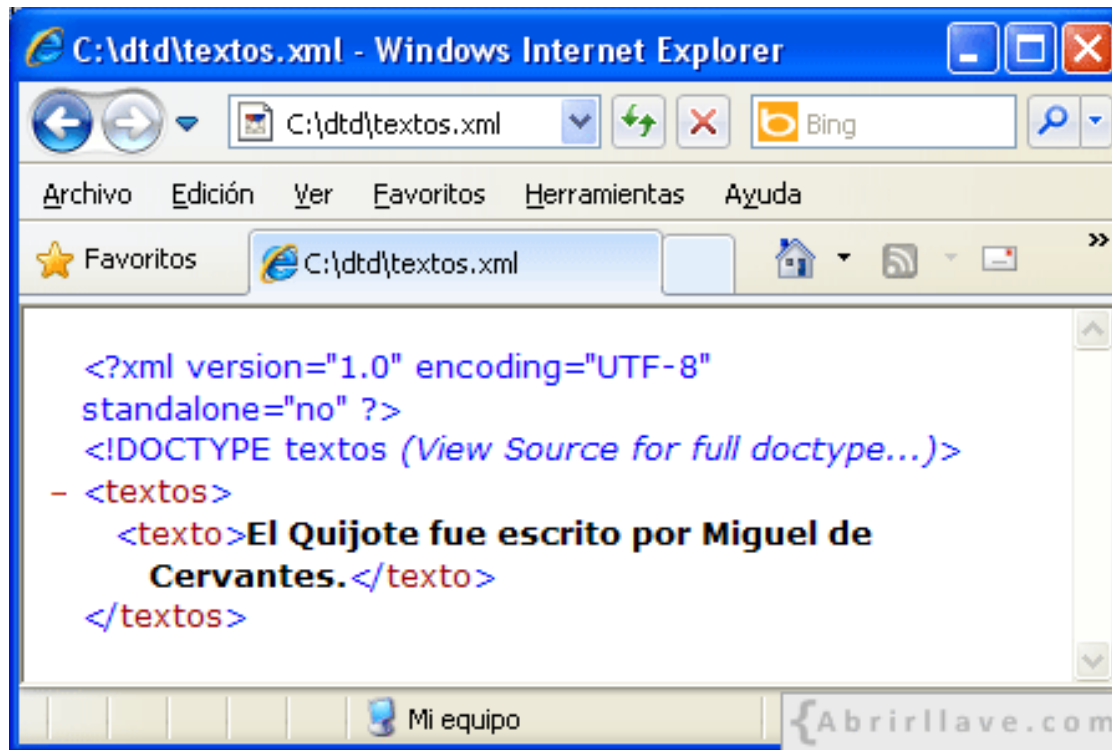 C:\dtd\textos.xml - Windows Internet Explorer
C:\dtd\textos.xml
Bing
Archivo Edición Ver Favoritos Herramientas Ayuda
Favoritos C:\dtd\textos.xml »
<?xml version="1.0" encoding="UTF-8"
standalone="no" ?>
<!DOCTYPE textos (View Source for full doctype...)>
- <textos>
<texto>El Quijote fue escrito por Miguel de
Cervantes.</texto>
</textos>
Mi equipo
{Abrirllave.com